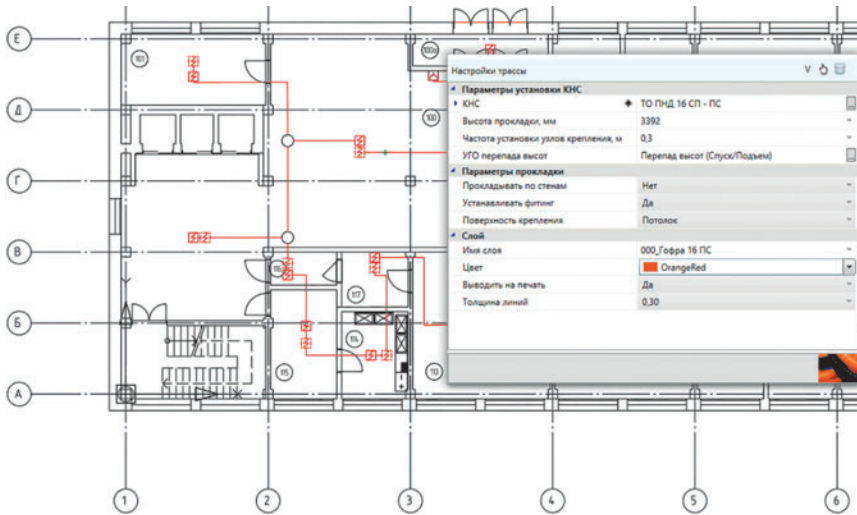 Е
Д
Г
В
Б
А
101
100а
100
116
117
114
115
113
Настройки трассы
Параметры установки КНС
КНС ТО ПНД 16 СП - ПС
Высота прокладки, мм 3392
Частота установки узлов крепления, м 0,3
УГО перепада высот Перепад высот (Спуск/Подъем)
Параметры прокладки
Прокладывать по стенам Нет
Устанавливать фитинг Да
Поверхность крепления Потолок
Слой
Имя слоя 000_Гофра 16 ПС
Цвет OrangeRed
Выводить на печать Да
Толщина линий 0,30
1 2 3 4 5 6